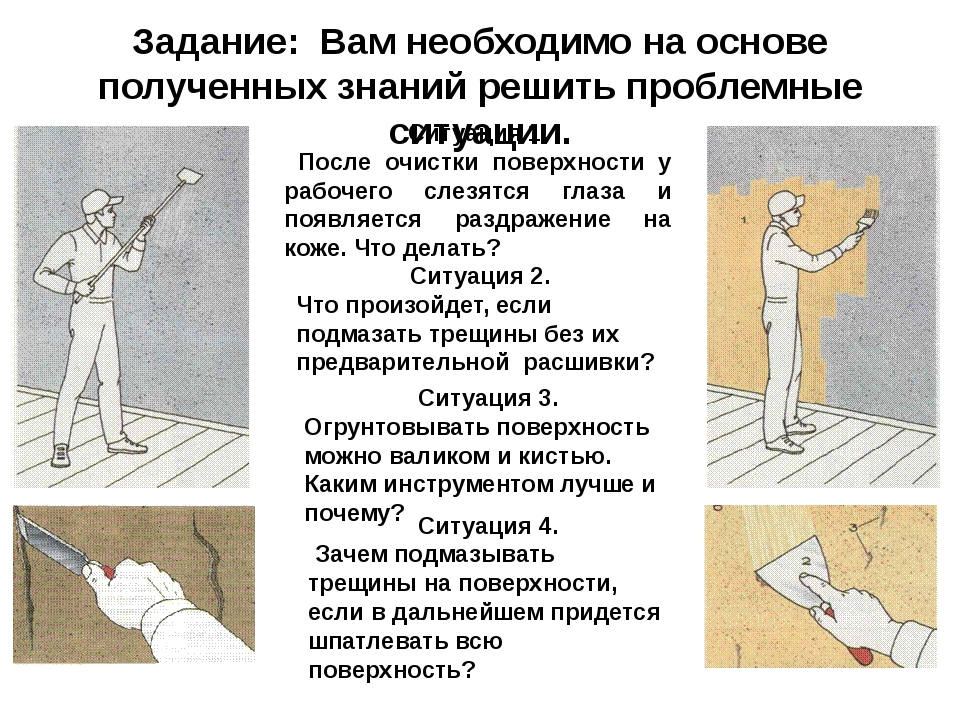 Задание: Вам необходимо на основе
полученных знаний решить проблемные
ситуации.
После очистки поверхности у
рабочего слезятся глаза и
появляется раздражение на
коже. Что делать?
Ситуация 2.
Что произойдет, если
подмазать трещины без их
предварительной расшивки?
Ситуация 3.
Огрунтовывать поверхность
можно валиком и кистью.
Каким инструментом лучше и
почему?
Ситуация 4.
Зачем подмазывать
трещины на поверхности,
если в дальнейшем придется
шпатлевать всю
поверхность?
1
2
3